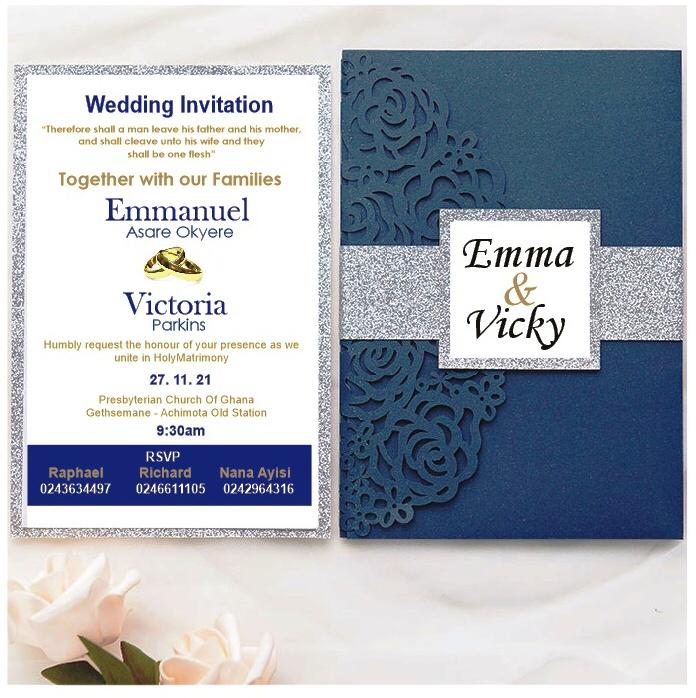 Wedding Invitation
"Therefore shall a man leave his father and his mother,
and shall cleave unto his wife and they
shall be one flesh"
Together with our Families
Emmanuel
Asare Okyere
Victoria
Parkins
Humbly request the honour of your presence as we
unite in HolyMatrimony
27. 11. 21
Presbyterian Church Of Ghana
Gethsemane - Achimota Old Station
9:30am
RSVP
Raphael Richard Nana Ayisi
0243634497 0246611105 0242964316
Emma
&
Vicky